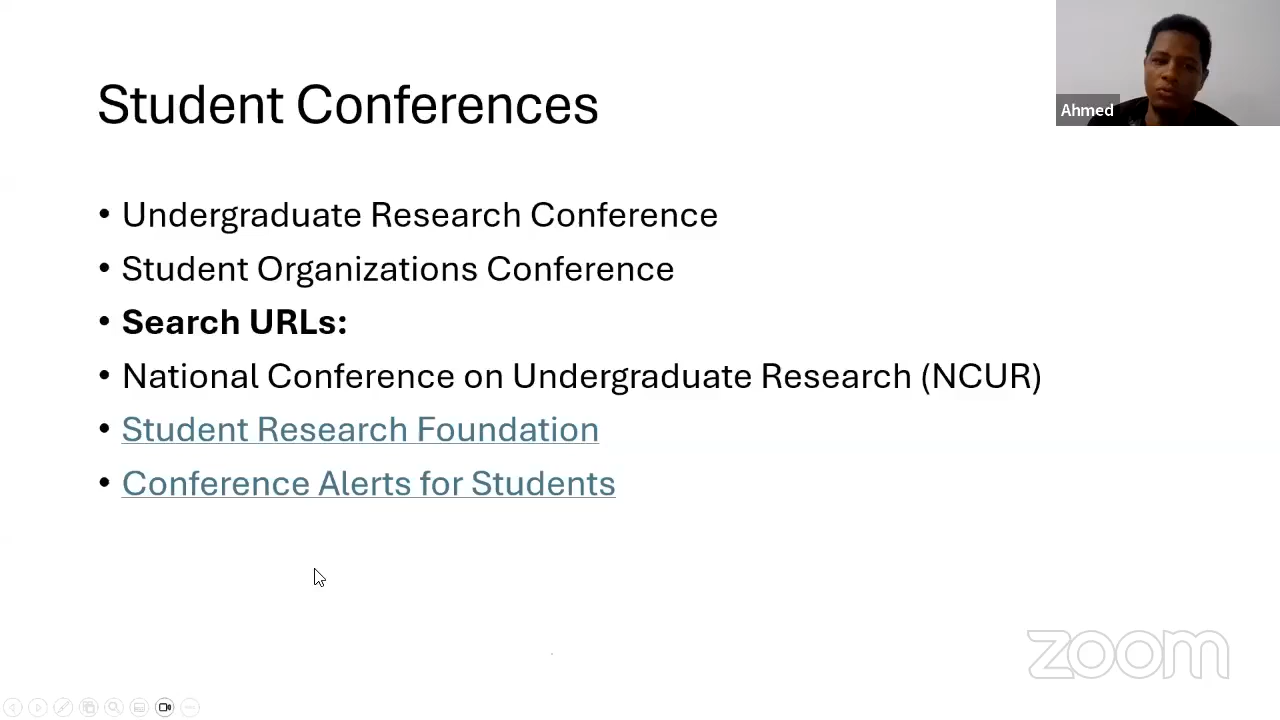 Student Conferences
Ahmed
• Undergraduate Research Conference
• Student Organizations Conference
• Search URLs:
• National Conference on Undergraduate Research (NCUR)
• Student Research Foundation
• Conference Alerts for Students
zoom